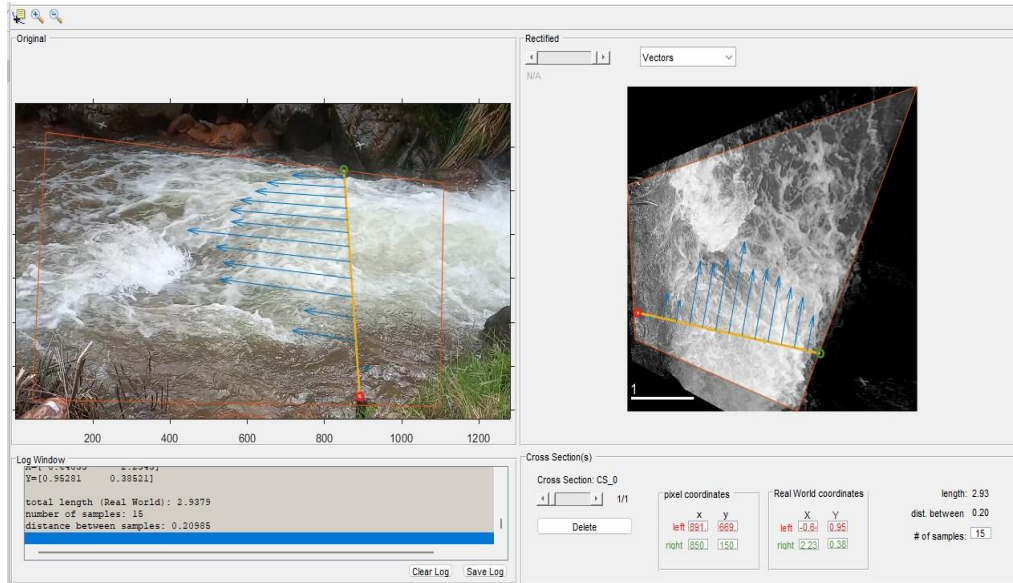 Original
200 400 600 800 1000 1200
Log Window
Y=[0.95281 0.38521]
total length (Real World): 2.9379
number of samples: 15
distance between samples: 0.20985
Clear Log Save Log
Rectified
Vectors
N/A
1
Cross Section(s)
Cross Section: CS_0
1/1
Delete
pixel coordinates
x y
left 891. 669.
right 850. 150.
Real World coordinates
X Y
left -0.6- 0.95
right 2.23 0.38
length: 2.93
dist. between 0.20
# of samples: 15